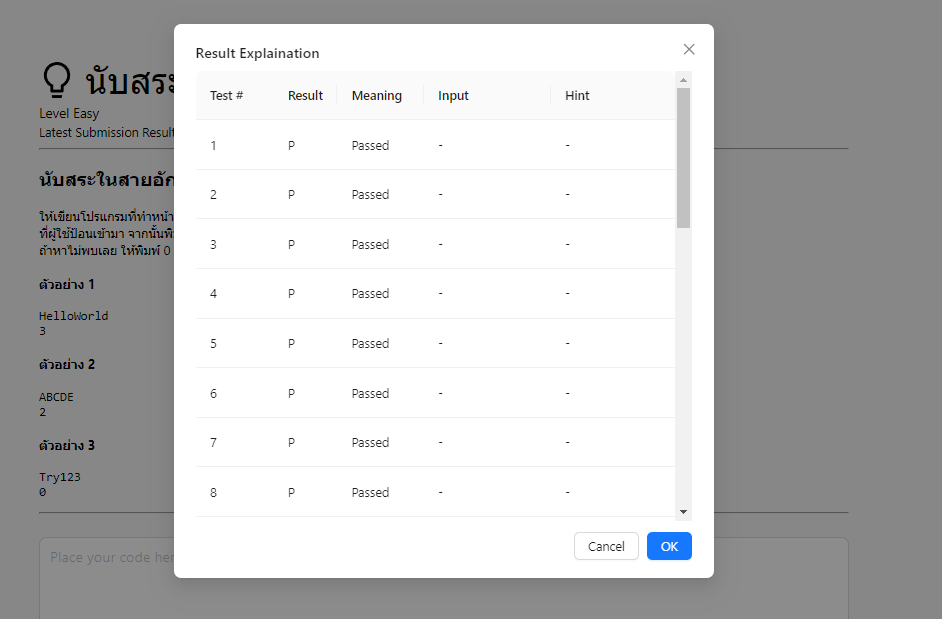 นับสระ
Level Easy
Latest Submission Result
นับสระในสายอัก
ให้เขียนโปรแกรมที่ทำหน้า
ที่ผู้ใช้ป้อนเข้ามา จากนั้นพิ
ถ้าหาไม่พบเลย ให้พิมพ์ 0
ตัวอย่าง 1
HelloWorld
3
ตัวอย่าง 2
ABCDE
2
ตัวอย่าง 3
Try123
0
Place your code her
Result Explaination
Test # Result Meaning Input Hint
1 P Passed - -
2 P Passed - -
3 P Passed - -
4 P Passed - -
5 P Passed - -
6 P Passed - -
7 P Passed - -
8 P Passed - -
Cancel OK